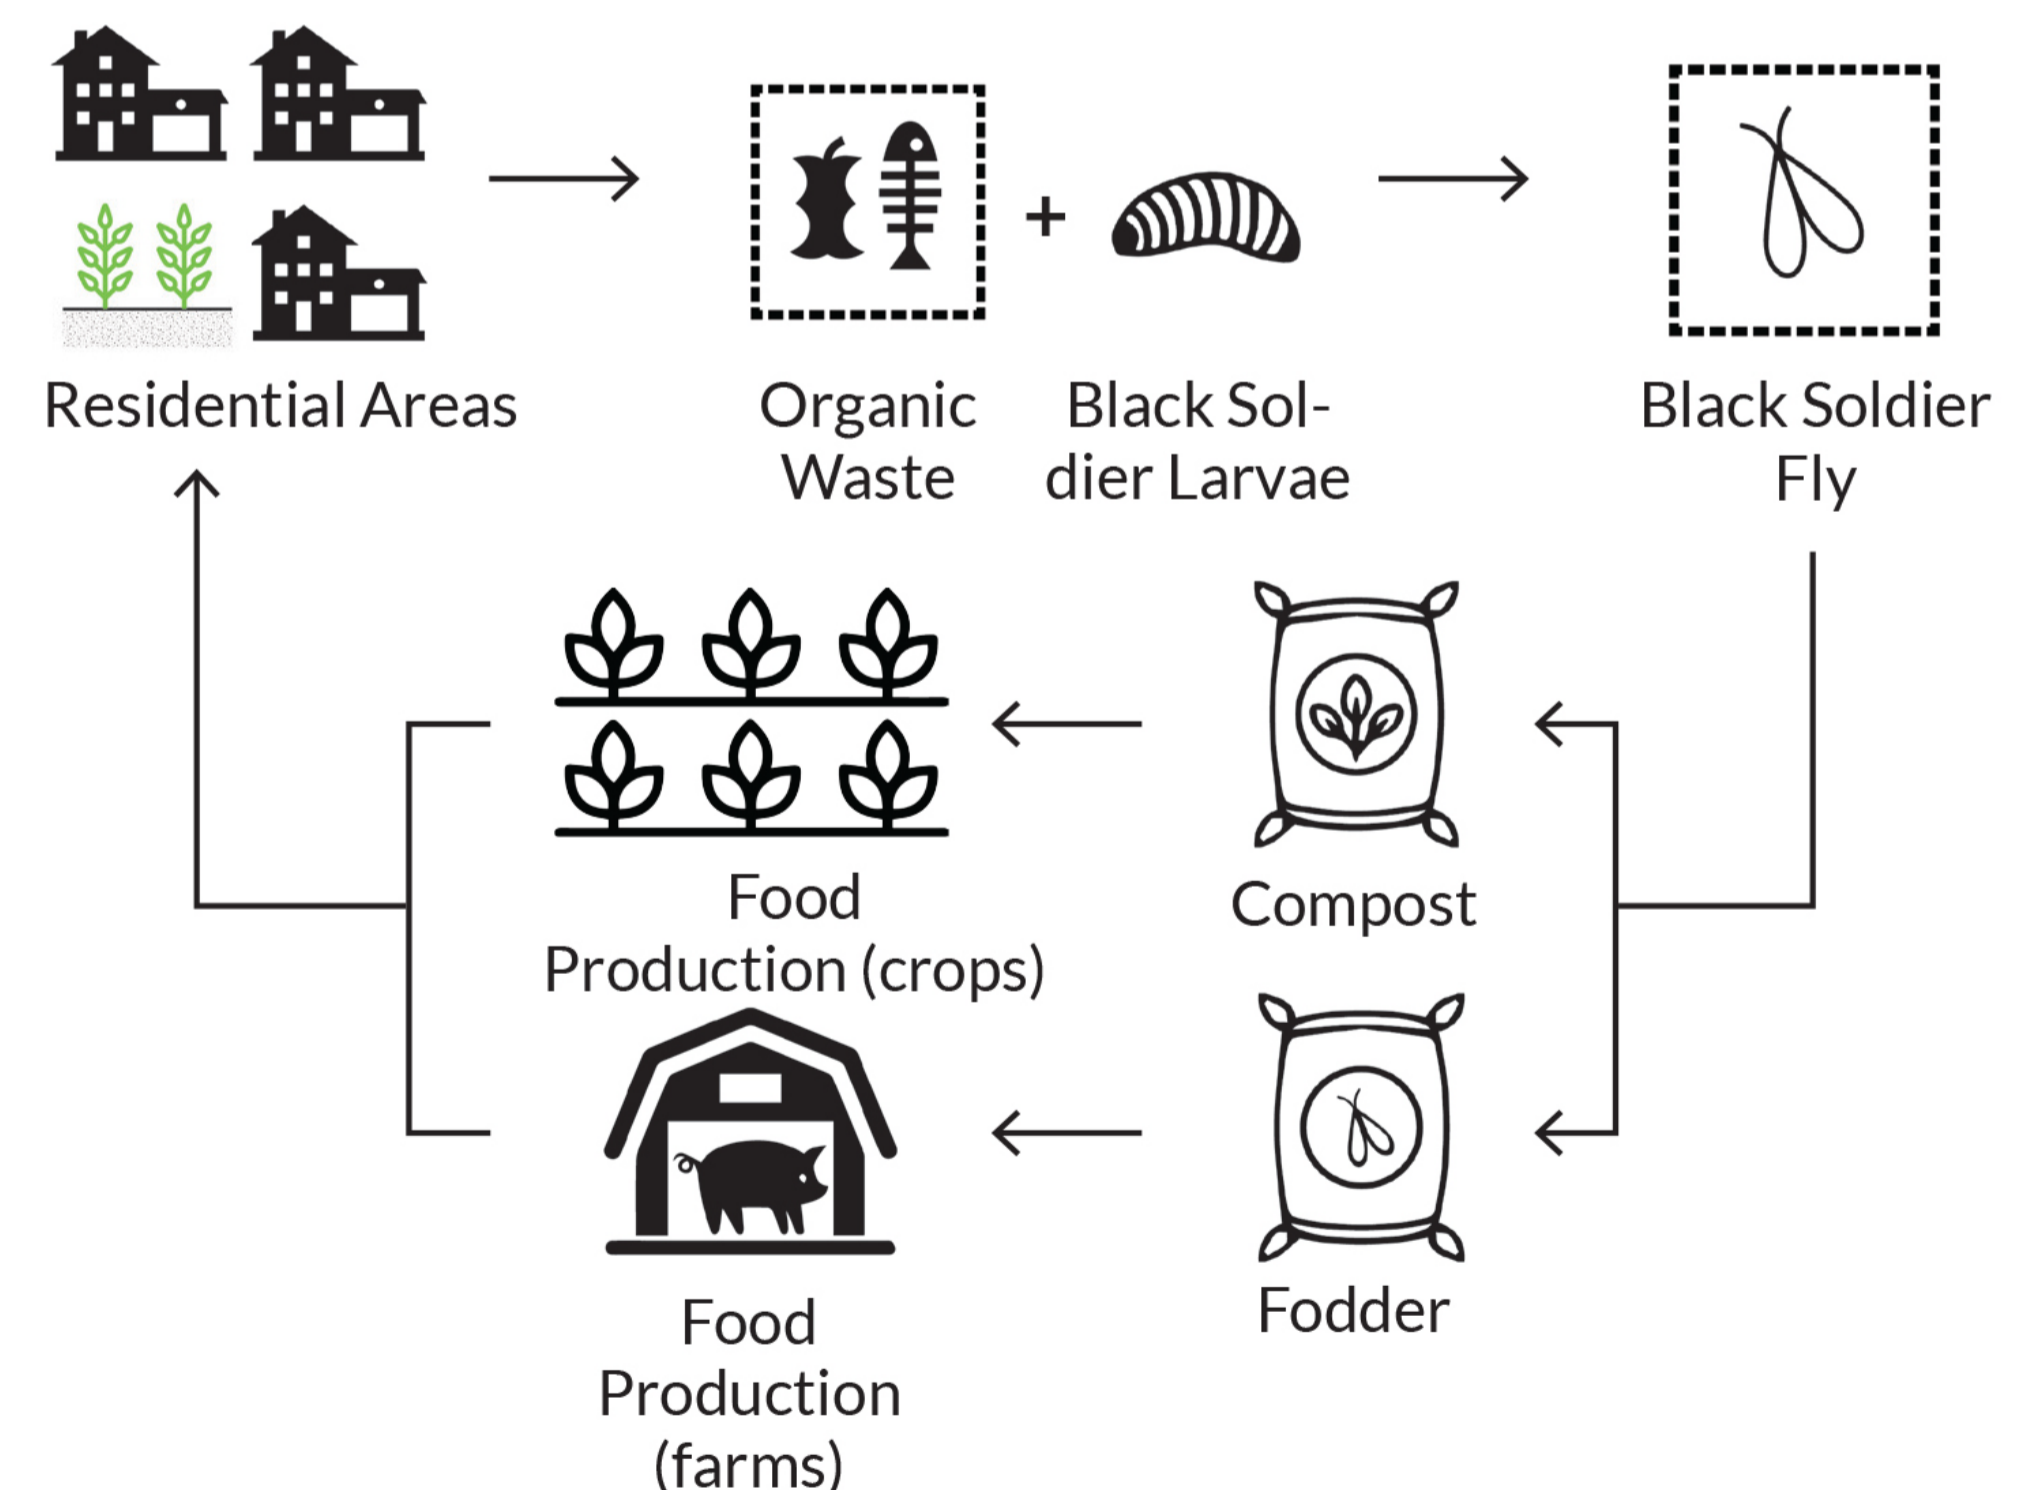 Residential Areas
Organic
Waste
+
Black Sol-
dier Larvae
Black Soldier
Fly
Food
Production (crops)
Compost
Food
Production
(farms)
Fodder